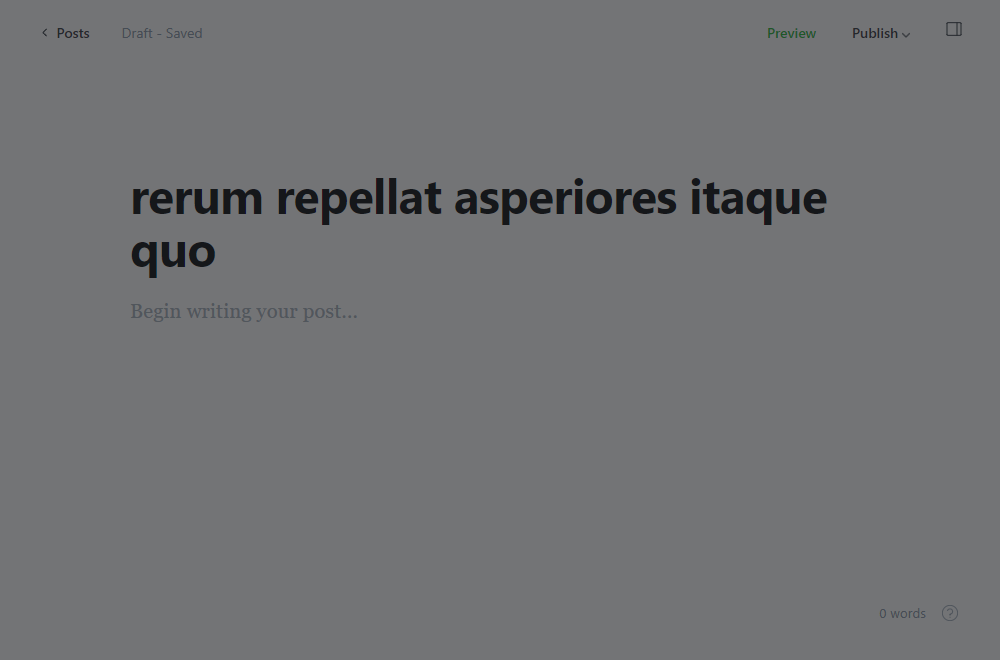 Posts
Draft - Saved
Preview
Publish
rerum repellat asperiores itaque
quo
Begin writing your post...
0 words
?